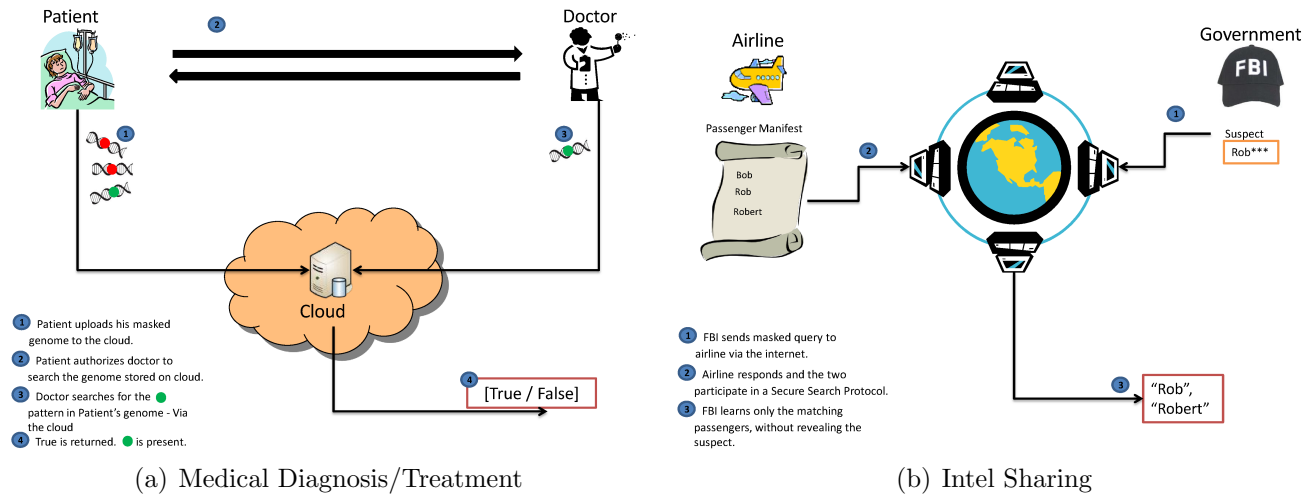 Patient
2
Doctor
1
3
Cloud
4
[True / False]
1 Patient uploads his masked
genome to the cloud.
2 Patient authorizes doctor to
search the genome stored on cloud.
3 Doctor searches for the
pattern in Patient's genome - Via
the cloud
4 True is returned. is present.
(a) Medical Diagnosis/Treatment
Airline
Government
FBI
Passenger Manifest
Bob
Rob
Robert
2
1
Suspect
Rob***
3
"Rob",
"Robert"
1 FBI sends masked query to
airline via the internet.
2 Airline responds and the two
participate in a Secure Search Protocol.
3 FBI learns only the matching
passengers, without revealing the
suspect.
(b) Intel Sharing